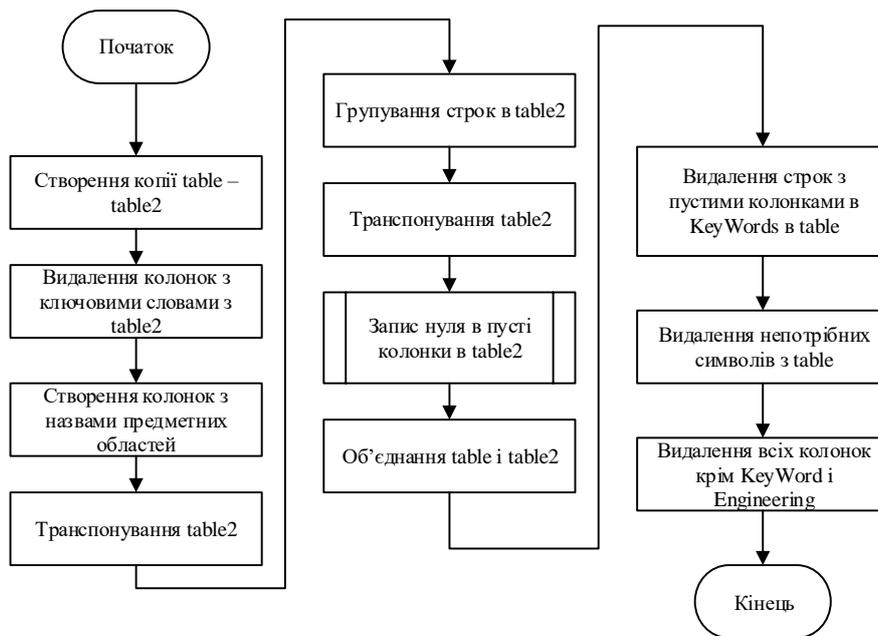 Початок
Створення копії table –
table2
Видалення колонок з
ключовими словами з
table2
Створення колонок з
назвами предметних
областей
Транспонування table2
Групування строк в table2
Транспонування table2
Запис нуля в пусті
колонки в table2
Об’єднання table і table2
Видалення строк з
пустими колонками в
KeyWords в table
Видалення непотрібних
символів з table
Видалення всіх колонок
крім KeyWord і
Engineering
Кінець